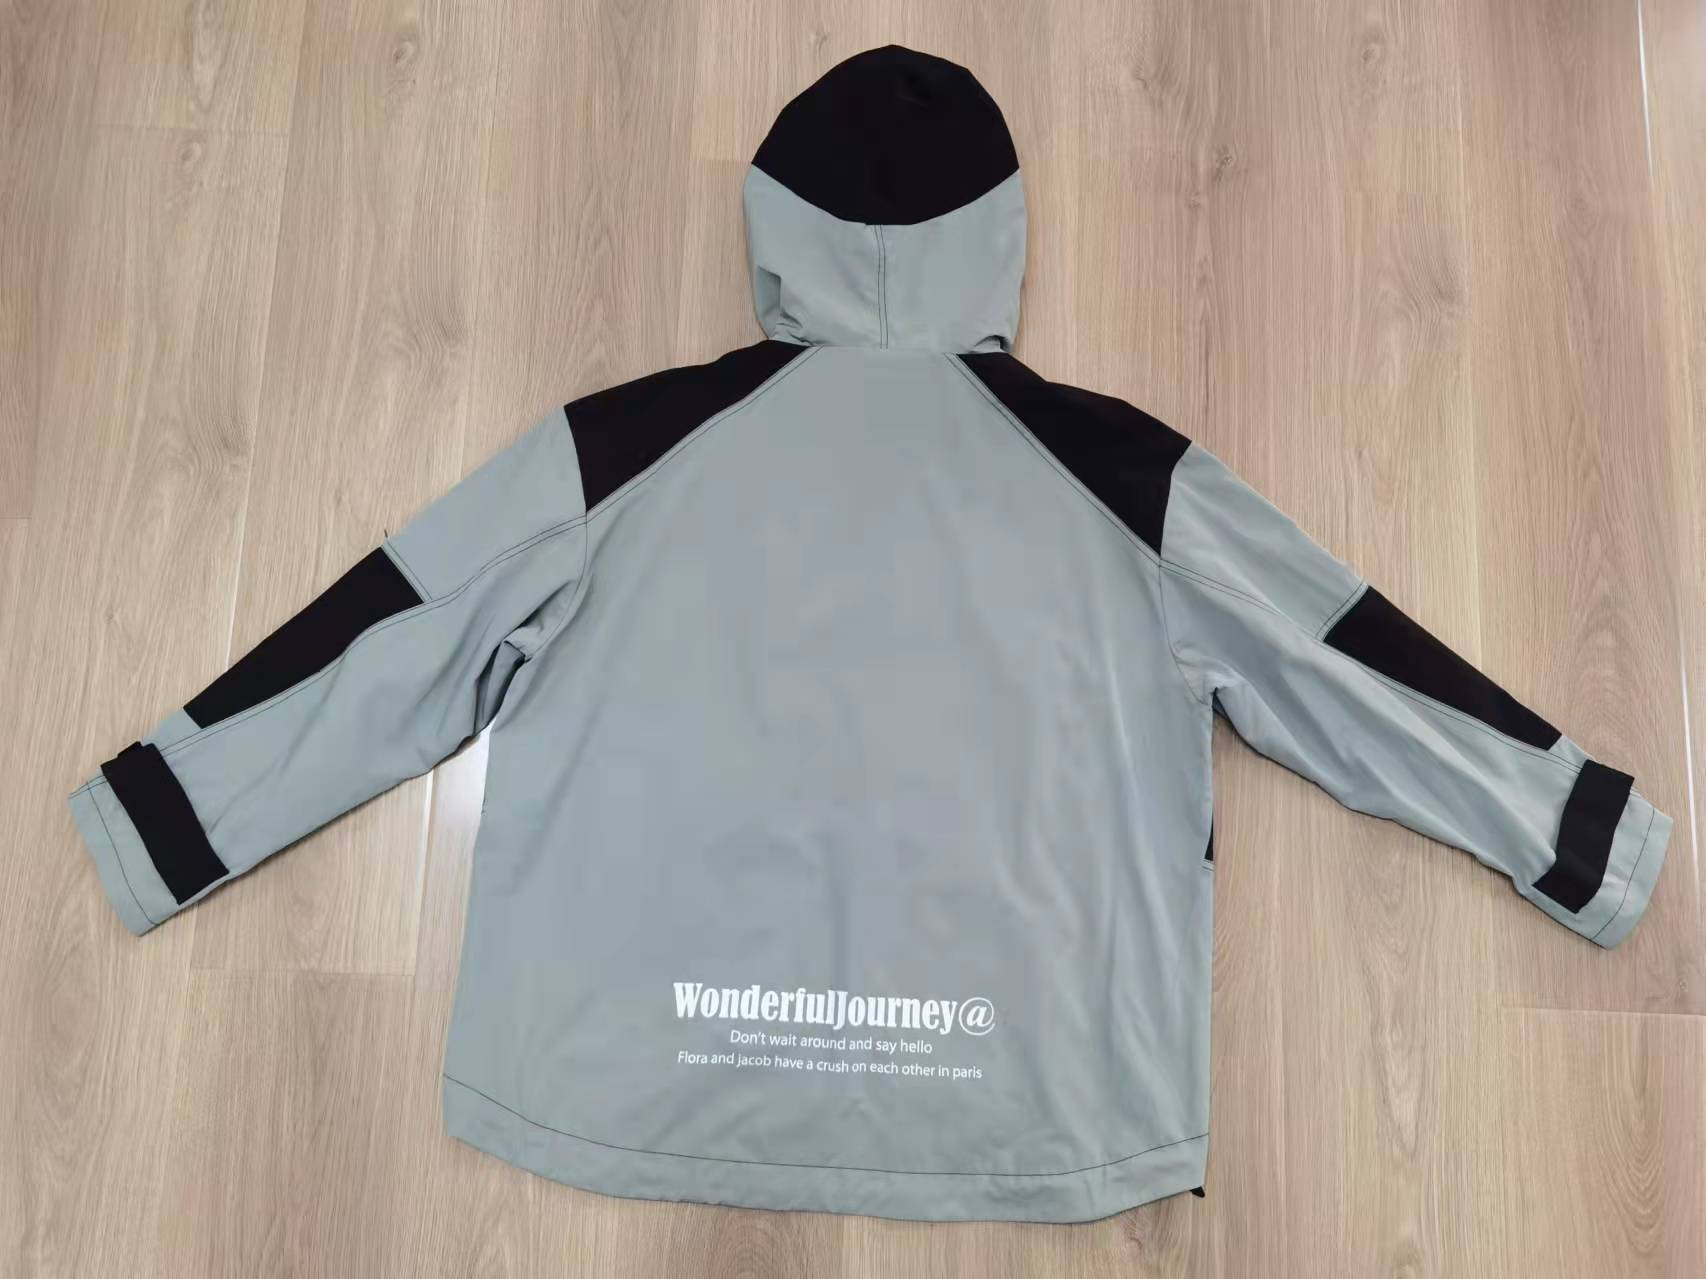 WonderfulJourney@
Don't wait around and say hello
Flora and jacob have a crush on each other in paris